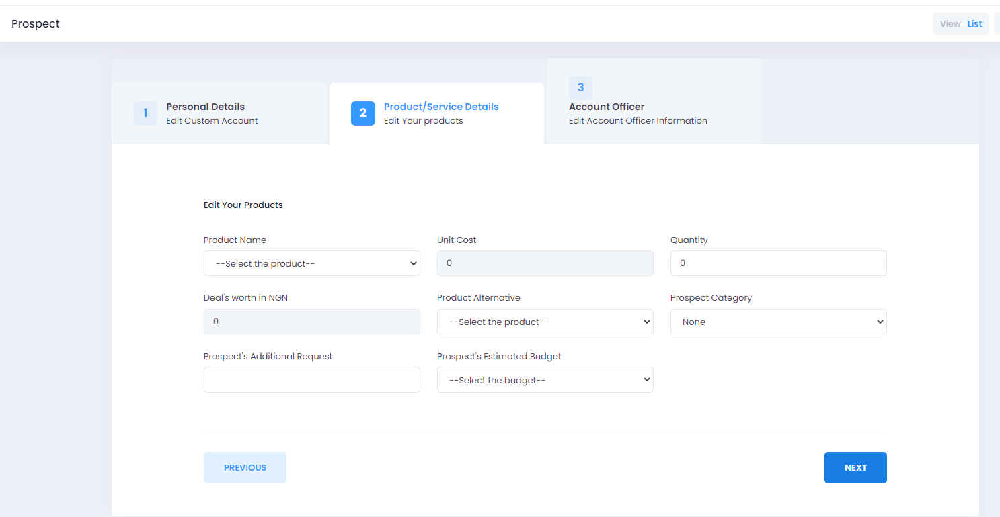 Prospect
View List
1
Personal Details
Edit Custom Account
2
Product/Service Details
Edit Your products
3
Account Officer
Edit Account Officer Information
Edit Your Products
Product Name Unit Cost Quantity
--Select the product-- 0 0
Deal's worth in NGN Product Alternative Prospect Category
0 --Select the product-- None
Prospect's Additional Request Prospect's Estimated Budget
--Select the budget--
PREVIOUS NEXT